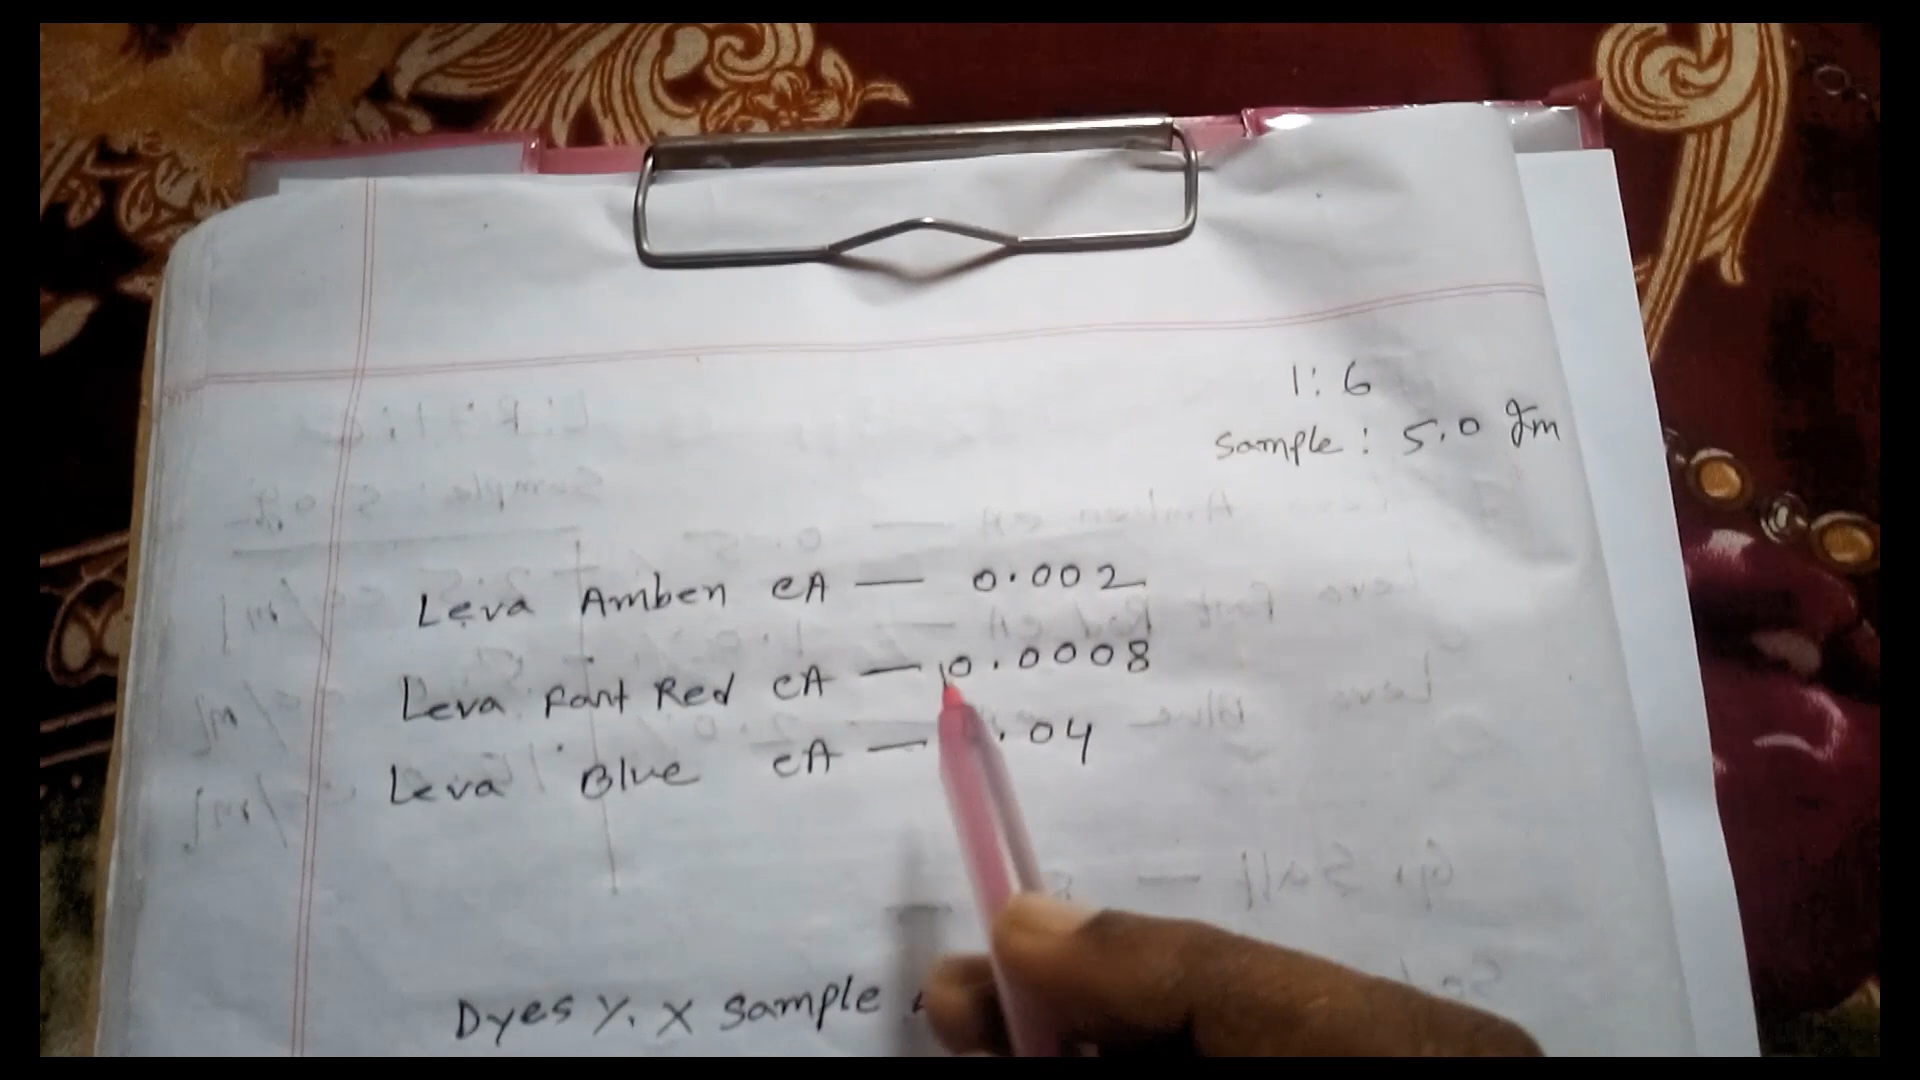 1:6
Sample: 5.0 gm
Leva Amben CA — 0.002
Leva Fant Red CA — 0.0008
Leva Blue CA — .04
Dyes % X Sample